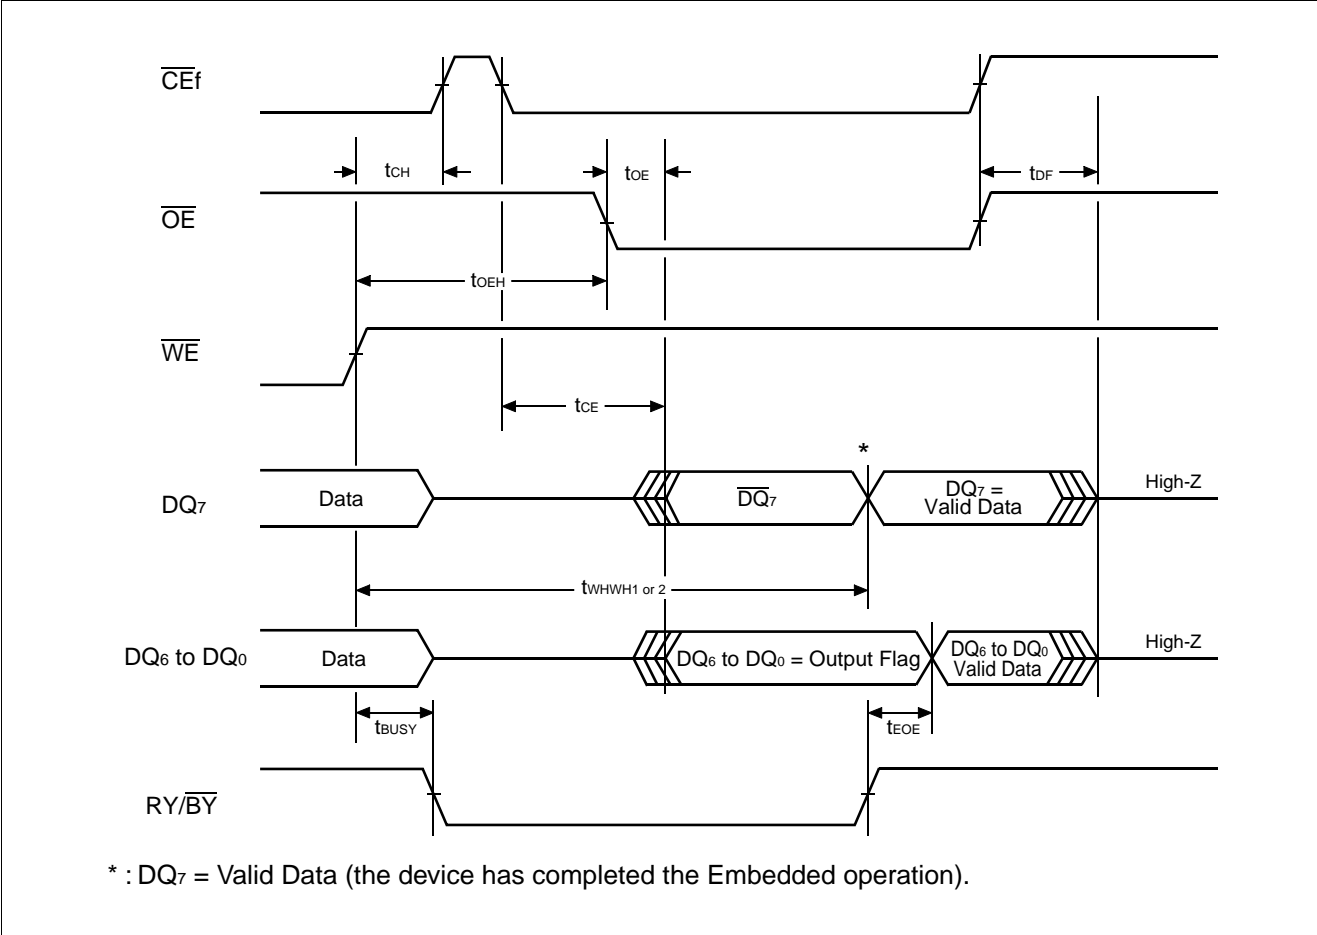 CEf
tCH
tOE
tDF
OE
tOEH
WE
tCE
*
DQ7
Data
DQ7
DQ7 =
Valid Data
High-Z
tWHWH1 or 2
DQ6 to DQ0
Data
DQ6 to DQ0 = Output Flag
DQ6 to DQ0
Valid Data
High-Z
tBUSY
tEOE
RY/BY
* : DQ7 = Valid Data (the device has completed the Embedded operation).